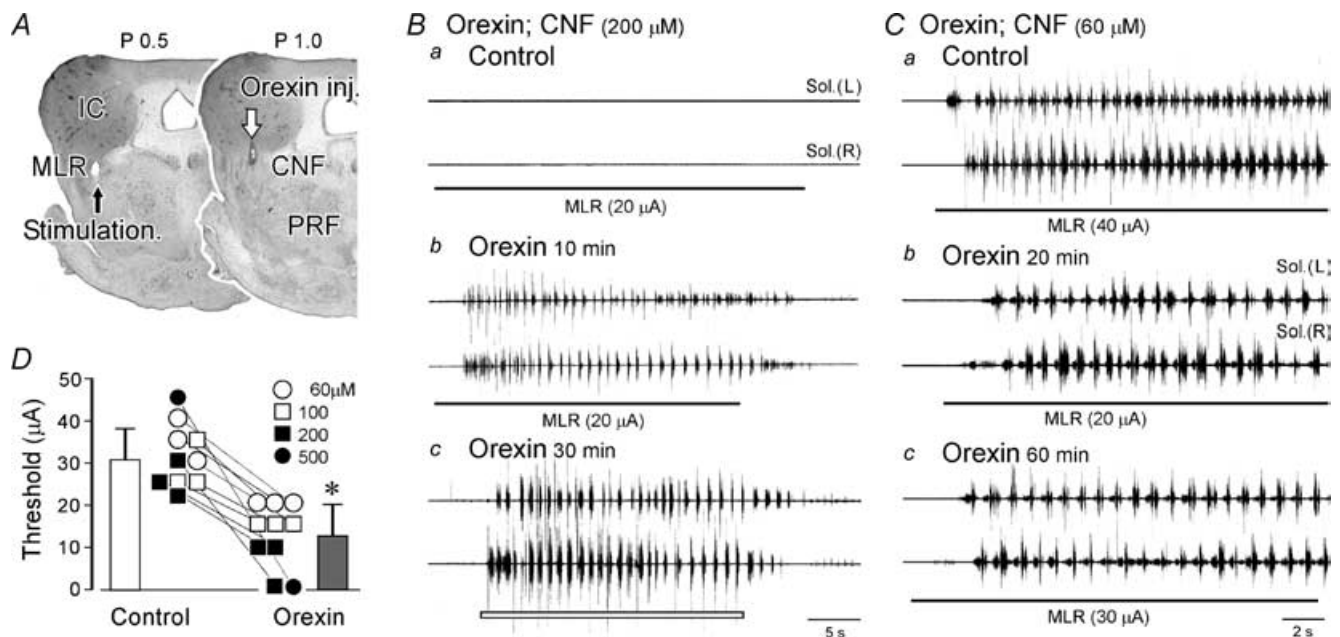 A
P 0.5
P 1.0
Orexin inj.
IC
MLR
CNF
Stimulation.
PRF
B Orexin; CNF (200 μM)
a Control
Sol.(L)
Sol.(R)
MLR (20 μA)
b Orexin 10 min
MLR (20 μA)
c Orexin 30 min
5 s
C Orexin; CNF (60 μM)
a Control
MLR (40 μA)
b Orexin 20 min
Sol.(L)
Sol.(R)
MLR (20 μA)
c Orexin 60 min
MLR (30 μA)
2 s
D
Threshold (μA)
50
40
30
20
10
0
60μM
100
200
500
*
Control
Orexin